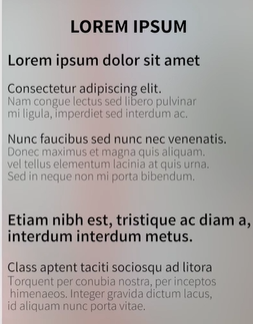 LOREM IPSUM
Lorem ipsum dolor sit amet
Consectetur adipiscing elit.
Nam congue lectus sed libero pulvinar
mi ligula, imperdiet sed interdum ac.
Nunc faucibus sed nunc nec venenatis.
Donec maximus et magna quis aliquam.
vel tellus elementum lacinia at quis urna.
Sed in neque non mi porta bibendum.
Etiam nibh est, tristique ac diam a,
interdum interdum metus.
Class aptent taciti sociosqu ad litora
Torquent per conubia nostra, per inceptos
himenaeos. Integer gravida dictum lacus,
id aliquam nunc porta vitae.